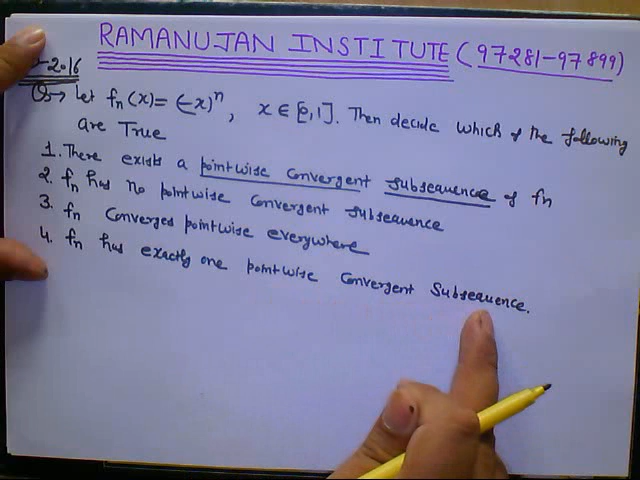 RAMANUJAN INSTITUTE (97281-97899)
-2016
Q→ Let fn(x) = (-x)ⁿ, x ∈ [0,1]. Then decide which of the following
are True
1. There exists a pointwise convergent subsequence of fn
2. fn has no pointwise convergent subsequence
3. fn converges pointwise everywhere
4. fn has exactly one pointwise convergent subsequence.